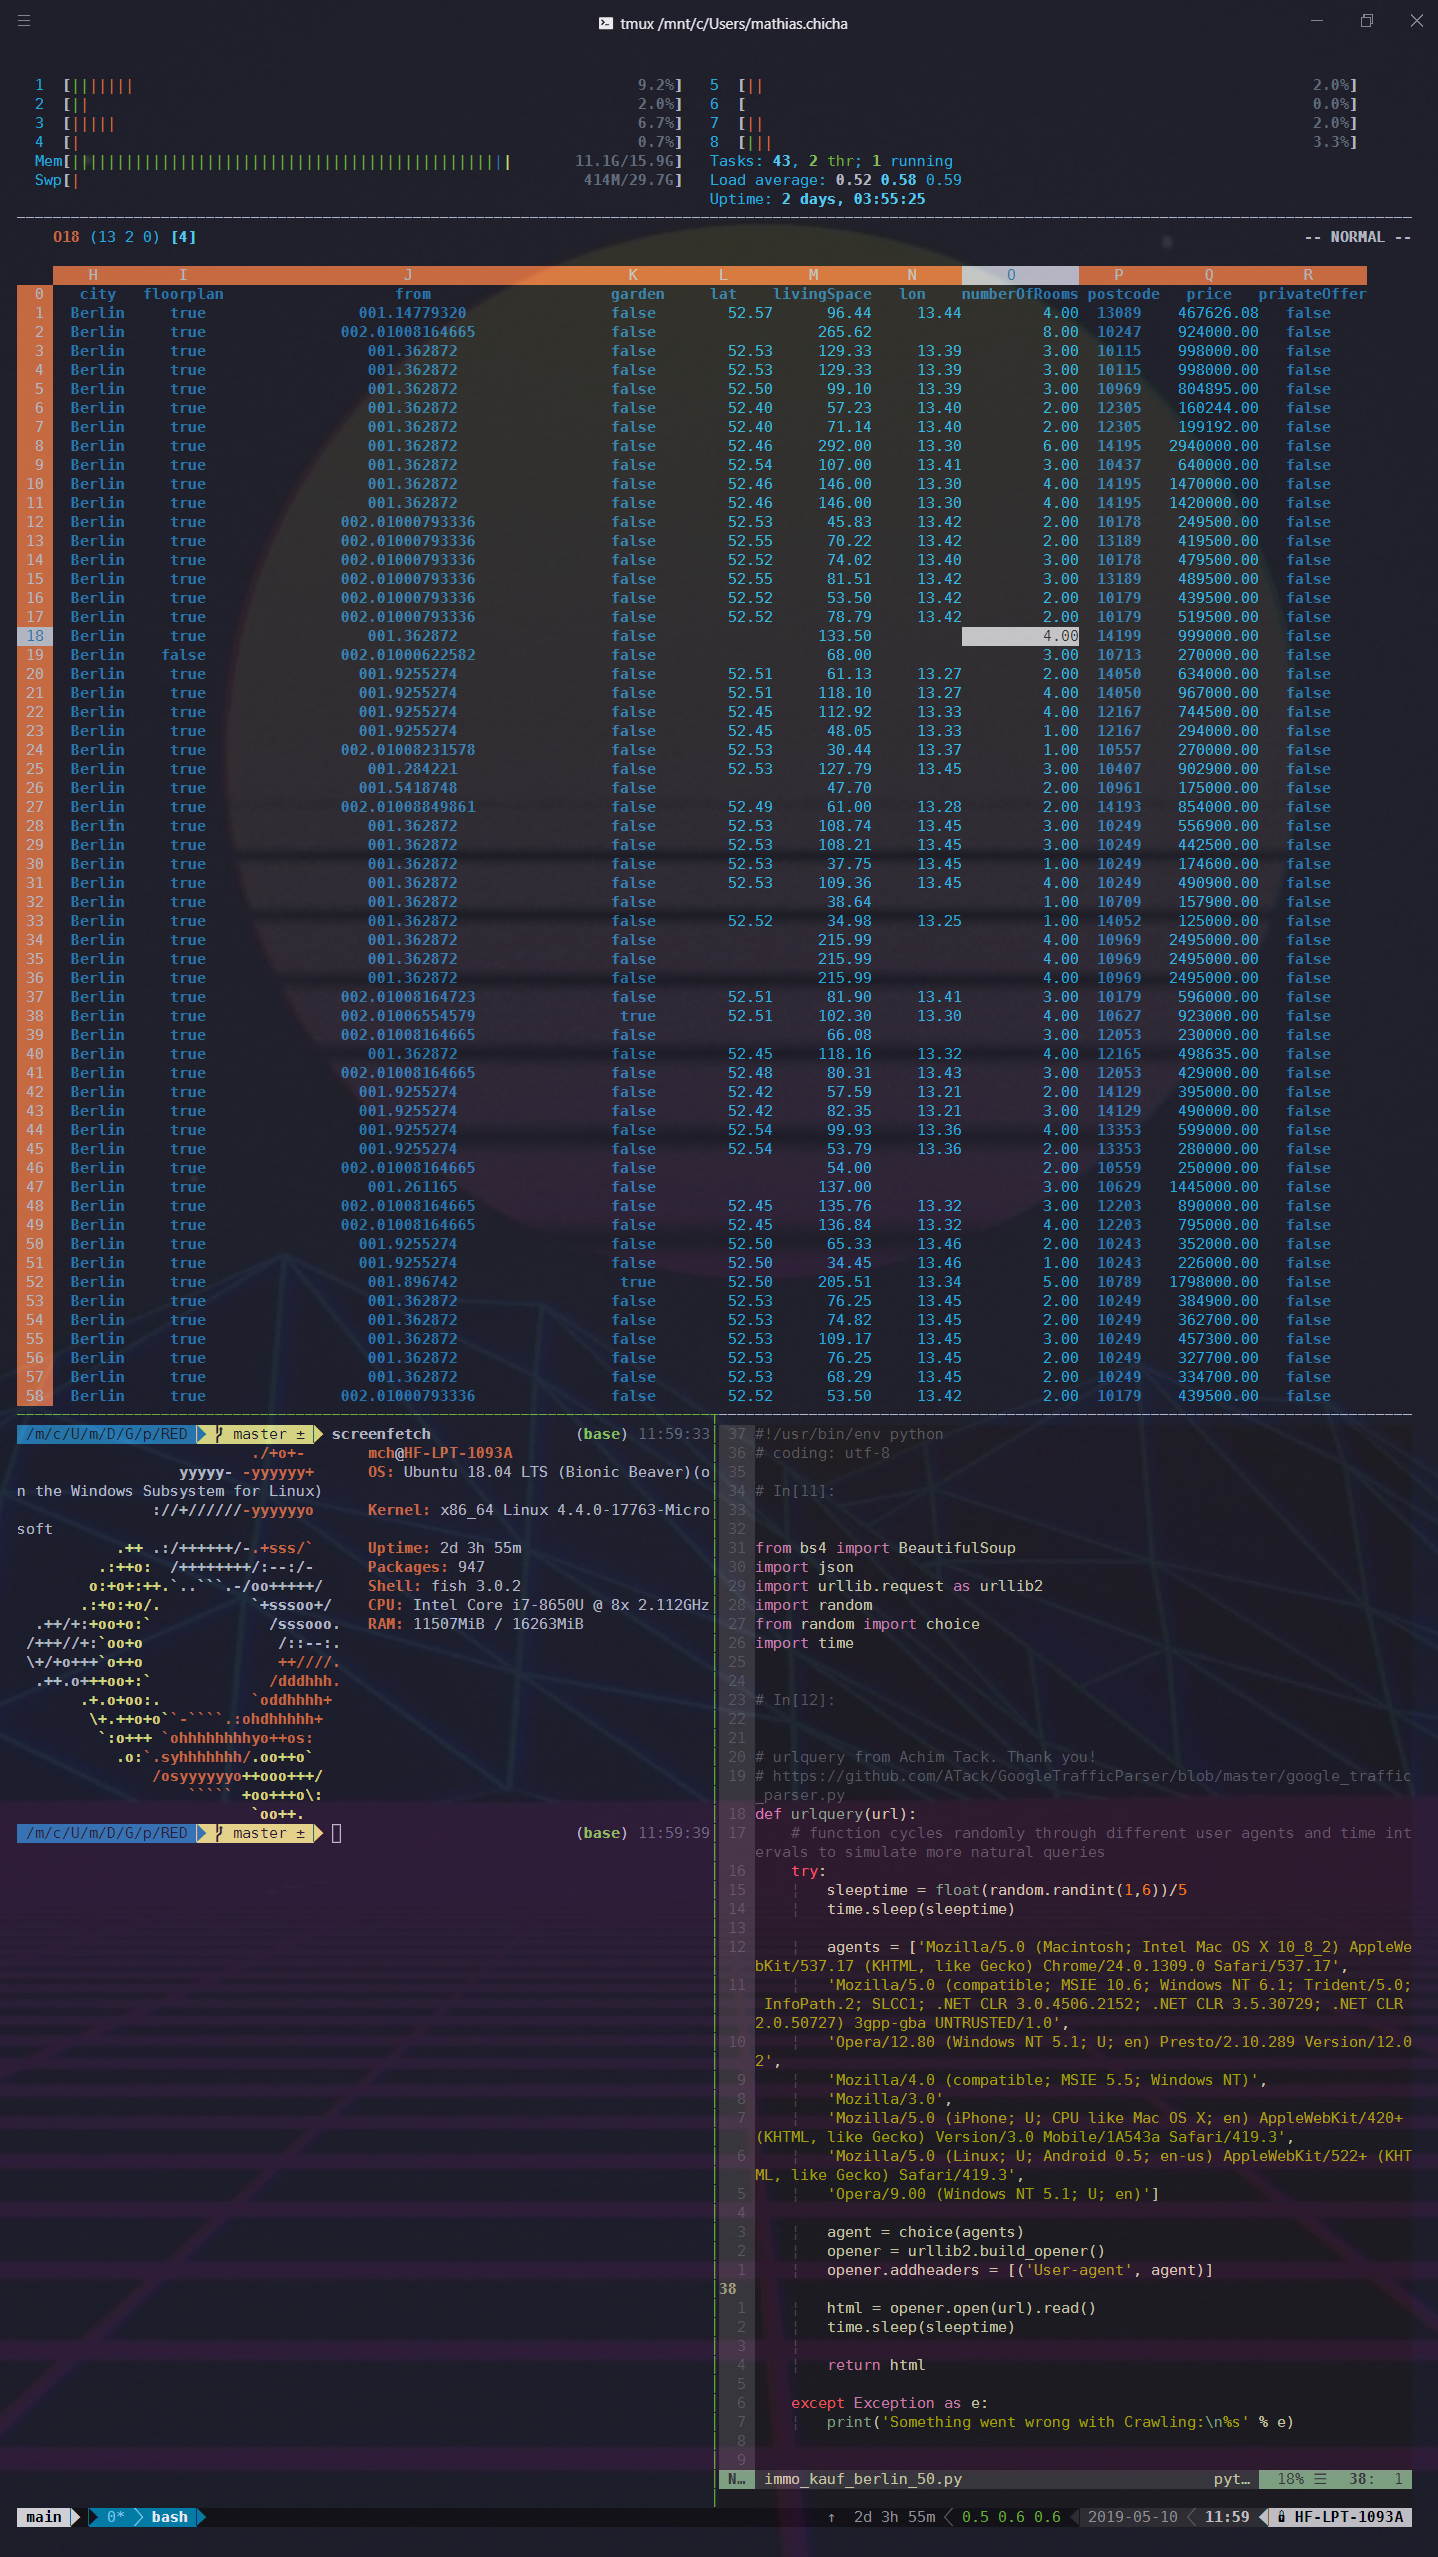 tmux /mnt/c/Users/mathias.chicha
1 [||||||| 9.2%] 5 [|| 2.0%]
2 [|| 2.0%] 6 [ 0.0%]
3 [||||| 6.7%] 7 [|| 2.0%]
4 [| 0.7%] 8 [||| 3.3%]
Mem[||||||||||||||||||||||||||||||||||||||||||||||||| 11.1G/15.9G] Tasks: 43, 2 thr; 1 running
Swp[| 414M/29.7G] Load average: 0.52 0.58 0.59
Uptime: 2 days, 03:55:25
O18 (13 2 0) [4] -- NORMAL --
H I J K L M N O P Q R
0 city floorplan from garden lat livingSpace lon numberOfRooms postcode price privateOffer
1 Berlin true 001.14779320 false 52.57 96.44 13.44 4.00 13089 467626.08 false
2 Berlin true 002.01008164665 false 265.62 8.00 10247 924000.00 false
3 Berlin true 001.362872 false 52.53 129.33 13.39 3.00 10115 998000.00 false
4 Berlin true 001.362872 false 52.53 129.33 13.39 3.00 10115 998000.00 false
5 Berlin true 001.362872 false 52.50 99.10 13.39 3.00 10969 804895.00 false
6 Berlin true 001.362872 false 52.40 57.23 13.40 2.00 12305 160244.00 false
7 Berlin true 001.362872 false 52.40 71.14 13.40 2.00 12305 199192.00 false
8 Berlin true 001.362872 false 52.46 292.00 13.30 6.00 14195 2940000.00 false
9 Berlin true 001.362872 false 52.54 107.00 13.41 3.00 10437 640000.00 false
10 Berlin true 001.362872 false 52.46 146.00 13.30 4.00 14195 1470000.00 false
11 Berlin true 001.362872 false 52.46 146.00 13.30 4.00 14195 1420000.00 false
12 Berlin true 002.01000793336 false 52.53 45.83 13.42 2.00 10178 249500.00 false
13 Berlin true 002.01000793336 false 52.55 70.22 13.42 2.00 13189 419500.00 false
14 Berlin true 002.01000793336 false 52.52 74.02 13.40 3.00 10178 479500.00 false
15 Berlin true 002.01000793336 false 52.55 81.51 13.42 3.00 13189 489500.00 false
16 Berlin true 002.01000793336 false 52.52 53.50 13.42 2.00 10179 439500.00 false
17 Berlin true 002.01000793336 false 52.52 78.79 13.42 2.00 10179 519500.00 false
18 Berlin true 001.362872 false 133.50 4.00 14199 999000.00 false
19 Berlin false 002.01000622582 false 68.00 3.00 10713 270000.00 false
20 Berlin true 001.9255274 false 52.51 61.13 13.27 2.00 14050 634000.00 false
21 Berlin true 001.9255274 false 52.51 118.10 13.27 4.00 14050 967000.00 false
22 Berlin true 001.9255274 false 52.45 112.92 13.33 4.00 12167 744500.00 false
23 Berlin true 001.9255274 false 52.45 48.05 13.33 1.00 12167 294000.00 false
24 Berlin true 002.01008231578 false 52.53 30.44 13.37 1.00 10557 270000.00 false
25 Berlin true 001.284221 false 52.53 127.79 13.45 3.00 10407 902900.00 false
26 Berlin true 001.5418748 false 47.70 2.00 10961 175000.00 false
27 Berlin true 002.01008849861 false 52.49 61.00 13.28 2.00 14193 854000.00 false
28 Berlin true 001.362872 false 52.53 108.74 13.45 3.00 10249 556900.00 false
29 Berlin true 001.362872 false 52.53 108.21 13.45 3.00 10249 442500.00 false
30 Berlin true 001.362872 false 52.53 37.75 13.45 1.00 10249 174600.00 false
31 Berlin true 001.362872 false 52.53 109.36 13.45 4.00 10249 490900.00 false
32 Berlin true 001.362872 false 38.64 1.00 10709 157900.00 false
33 Berlin true 001.362872 false 52.52 34.98 13.25 1.00 14052 125000.00 false
34 Berlin true 001.362872 false 215.99 4.00 10969 2495000.00 false
35 Berlin true 001.362872 false 215.99 4.00 10969 2495000.00 false
36 Berlin true 001.362872 false 215.99 4.00 10969 2495000.00 false
37 Berlin true 002.01008164723 false 52.51 81.90 13.41 3.00 10179 596000.00 false
38 Berlin true 002.01006554579 true 52.51 102.30 13.30 4.00 10627 923000.00 false
39 Berlin true 002.01008164665 false 66.08 3.00 12053 230000.00 false
40 Berlin true 001.362872 false 52.45 118.16 13.32 4.00 12165 498635.00 false
41 Berlin true 002.01008164665 false 52.48 80.31 13.43 3.00 12053 429000.00 false
42 Berlin true 001.9255274 false 52.42 57.59 13.21 2.00 14129 395000.00 false
43 Berlin true 001.9255274 false 52.42 82.35 13.21 3.00 14129 490000.00 false
44 Berlin true 001.9255274 false 52.54 99.93 13.36 4.00 13353 599000.00 false
45 Berlin true 001.9255274 false 52.54 53.79 13.36 2.00 13353 280000.00 false
46 Berlin true 002.01008164665 false 54.00 2.00 10559 250000.00 false
47 Berlin true 001.261165 false 137.00 3.00 10629 1445000.00 false
48 Berlin true 002.01008164665 false 52.45 135.76 13.32 3.00 12203 890000.00 false
49 Berlin true 002.01008164665 false 52.45 136.84 13.32 4.00 12203 795000.00 false
50 Berlin true 001.9255274 false 52.50 65.33 13.46 2.00 10243 352000.00 false
51 Berlin true 001.9255274 false 52.50 34.45 13.46 1.00 10243 226000.00 false
52 Berlin true 001.896742 true 52.50 205.51 13.34 5.00 10789 1798000.00 false
53 Berlin true 001.362872 false 52.53 76.25 13.45 2.00 10249 384900.00 false
54 Berlin true 001.362872 false 52.53 74.82 13.45 2.00 10249 362700.00 false
55 Berlin true 001.362872 false 52.53 109.17 13.45 3.00 10249 457300.00 false
56 Berlin true 001.362872 false 52.53 76.25 13.45 2.00 10249 327700.00 false
57 Berlin true 001.362872 false 52.53 68.29 13.45 2.00 10249 334700.00 false
58 Berlin true 002.01000793336 false 52.52 53.50 13.42 2.00 10179 439500.00 false
/m/c/U/m/D/G/p/RED master ± screenfetch (base) 11:59:33
./+o+- mch@HF-LPT-1093A
yyyyy- -yyyyyy+ OS: Ubuntu 18.04 LTS (Bionic Beaver)(o
n the Windows Subsystem for Linux)
://+//////-yyyyyyo Kernel: x86_64 Linux 4.4.0-17763-Micro
soft
.++ .:/++++++/-.+sss/` Uptime: 2d 3h 55m
.:++o: /++++++++/:--:/- Packages: 947
o:+o+:++.`..```.-/oo+++++/ Shell: fish 3.0.2
.:+o:+o/. `+sssoo+/ CPU: Intel Core i7-8650U @ 8x 2.112GHz
.++/+:+oo+o:` /sssooo. RAM: 11507MiB / 16263MiB
/+++//+:`oo+o /::--:.
\+/+o+++`o++o ++////.
.++.o+++oo+:` /dddhhh.
.+.o+oo:. `oddhhhh+
\+.++o+o``-````.:ohdhhhhh+
`:o+++ `ohhhhhhhhyo++os:
.o:`.syhhhhhhh/.oo++o`
/osyyyyyyo++ooo+++/
````` +oo+++o\:
`oo++.
/m/c/U/m/D/G/p/RED master ± (base) 11:59:39
37 #!/usr/bin/env python
36 # coding: utf-8
35
34 # In[11]:
33
32
31 from bs4 import BeautifulSoup
30 import json
29 import urllib.request as urllib2
28 import random
27 from random import choice
26 import time
25
24
23 # In[12]:
22
21
20 # urlquery from Achim Tack. Thank you!
19 # https://github.com/ATack/GoogleTrafficParser/blob/master/google_traffic
_parser.py
18 def urlquery(url):
17 # function cycles randomly through different user agents and time int
ervals to simulate more natural queries
16 try:
15 ¦ sleeptime = float(random.randint(1,6))/5
14 ¦ time.sleep(sleeptime)
13
12 ¦ agents = ['Mozilla/5.0 (Macintosh; Intel Mac OS X 10_8_2) AppleWe
bKit/537.17 (KHTML, like Gecko) Chrome/24.0.1309.0 Safari/537.17',
11 ¦ 'Mozilla/5.0 (compatible; MSIE 10.6; Windows NT 6.1; Trident/5.0;
InfoPath.2; SLCC1; .NET CLR 3.0.4506.2152; .NET CLR 3.5.30729; .NET CLR
2.0.50727) 3gpp-gba UNTRUSTED/1.0',
10 ¦ 'Opera/12.80 (Windows NT 5.1; U; en) Presto/2.10.289 Version/12.0
2',
9 ¦ 'Mozilla/4.0 (compatible; MSIE 5.5; Windows NT)',
8 ¦ 'Mozilla/3.0',
7 ¦ 'Mozilla/5.0 (iPhone; U; CPU like Mac OS X; en) AppleWebKit/420+
(KHTML, like Gecko) Version/3.0 Mobile/1A543a Safari/419.3',
6 ¦ 'Mozilla/5.0 (Linux; U; Android 0.5; en-us) AppleWebKit/522+ (KHT
ML, like Gecko) Safari/419.3',
5 ¦ 'Opera/9.00 (Windows NT 5.1; U; en)']
4
3 ¦ agent = choice(agents)
2 ¦ opener = urllib2.build_opener()
1 ¦ opener.addheaders = [('User-agent', agent)]
38
1 ¦ html = opener.open(url).read()
2 ¦ time.sleep(sleeptime)
3 ¦
4 ¦ return html
5
6 except Exception as e:
7 ¦ print('Something went wrong with Crawling:\n%s' % e)
8
9
N… immo_kauf_berlin_50.py pyt… 18% ☰ 38: 1
main 0* bash ↑ 2d 3h 55m 0.5 0.6 0.6 2019-05-10 11:59 HF-LPT-1093A